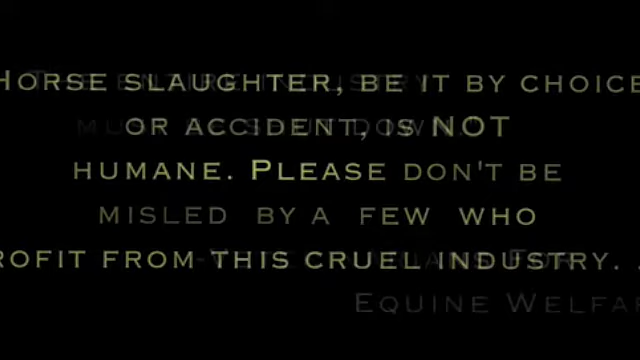 HORSE SLAUGHTER, BE IT BY CHOICE
OR ACCIDENT, IS NOT
HUMANE. PLEASE DON'T BE
MISLED BY A FEW WHO
ROFIT FROM THIS CRUEL INDUSTRY. .
EQUINE WELFA